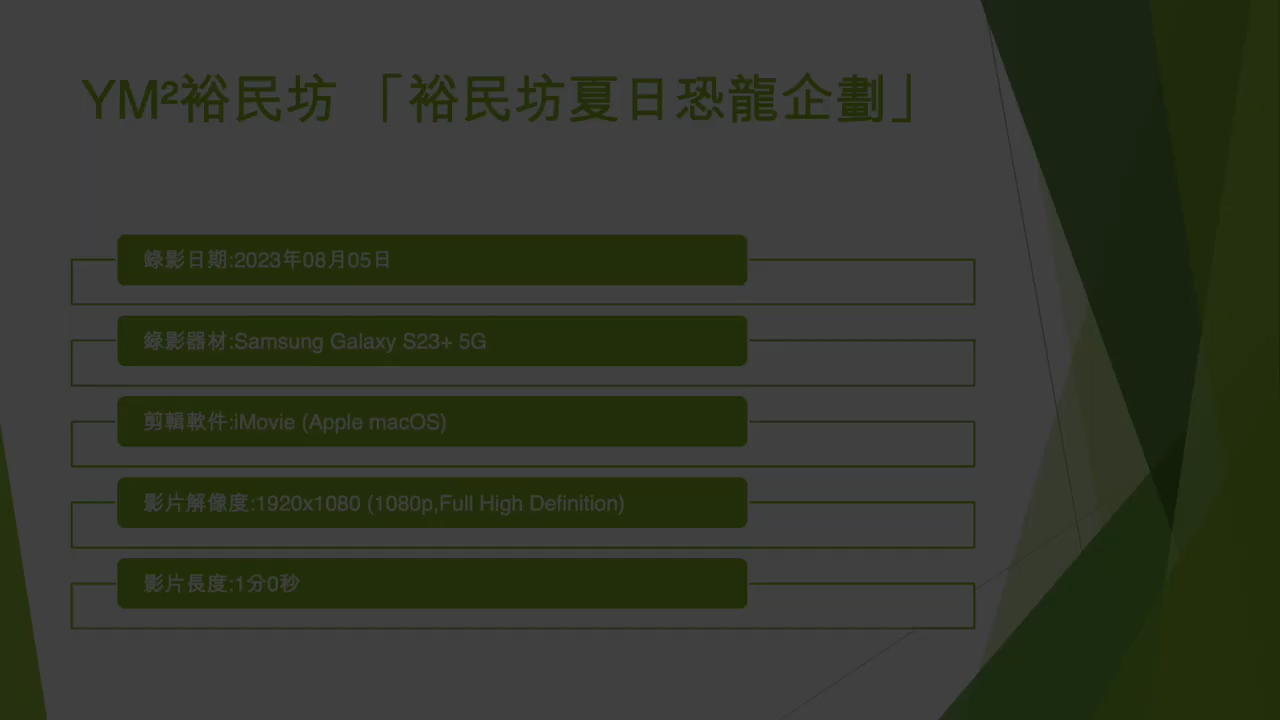 YM²裕民坊 「裕民坊夏日恐龍企劃」
錄影日期:2023年08月05日
錄影器材:Samsung Galaxy S23+ 5G
剪輯軟件:iMovie (Apple macOS)
影片解像度:1920x1080 (1080p,Full High Definition)
影片長度:1分0秒